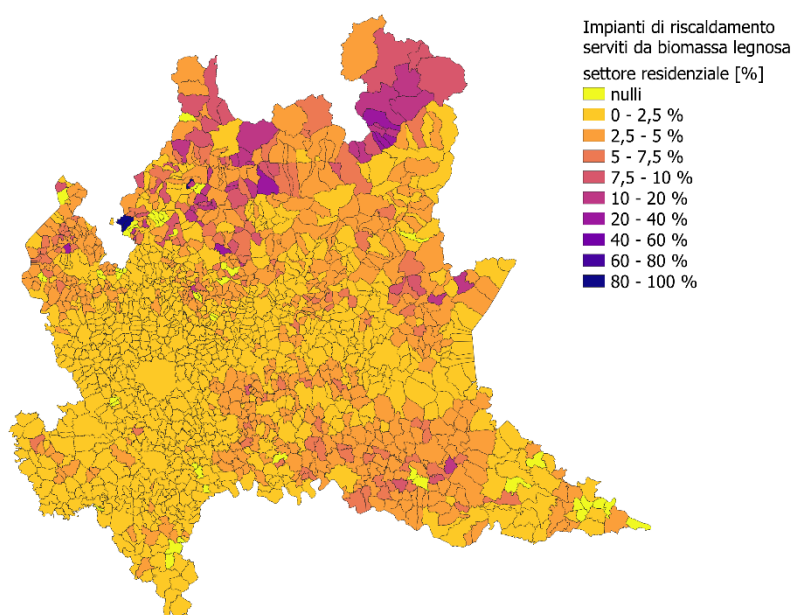 Impianti di riscaldamento
serviti da biomassa legnosa
settore residenziale [%]
nulli
0 - 2,5 %
2,5 - 5 %
5 - 7,5 %
7,5 - 10 %
10 - 20 %
20 - 40 %
40 - 60 %
60 - 80 %
80 - 100 %